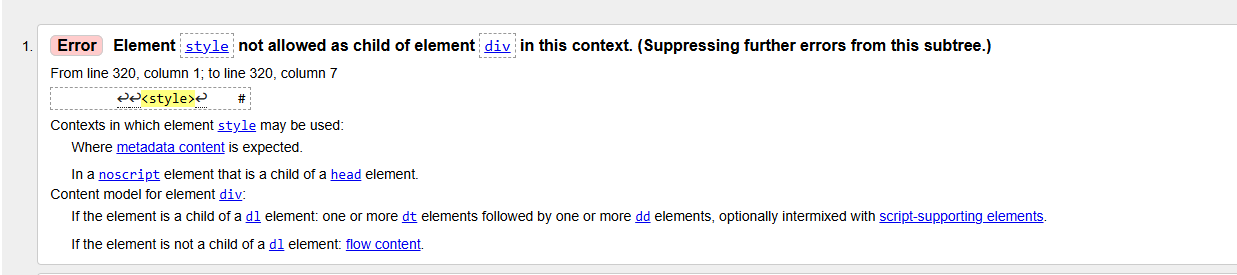 1. Error Element style not allowed as child of element div in this context. (Suppressing further errors from this subtree.)
From line 320, column 1; to line 320, column 7
↩↩<style>↩ #
Contexts in which element style may be used:
Where metadata content is expected.
In a noscript element that is a child of a head element.
Content model for element div:
If the element is a child of a dl element: one or more dt elements followed by one or more dd elements, optionally intermixed with script-supporting elements.
If the element is not a child of a dl element: flow content.